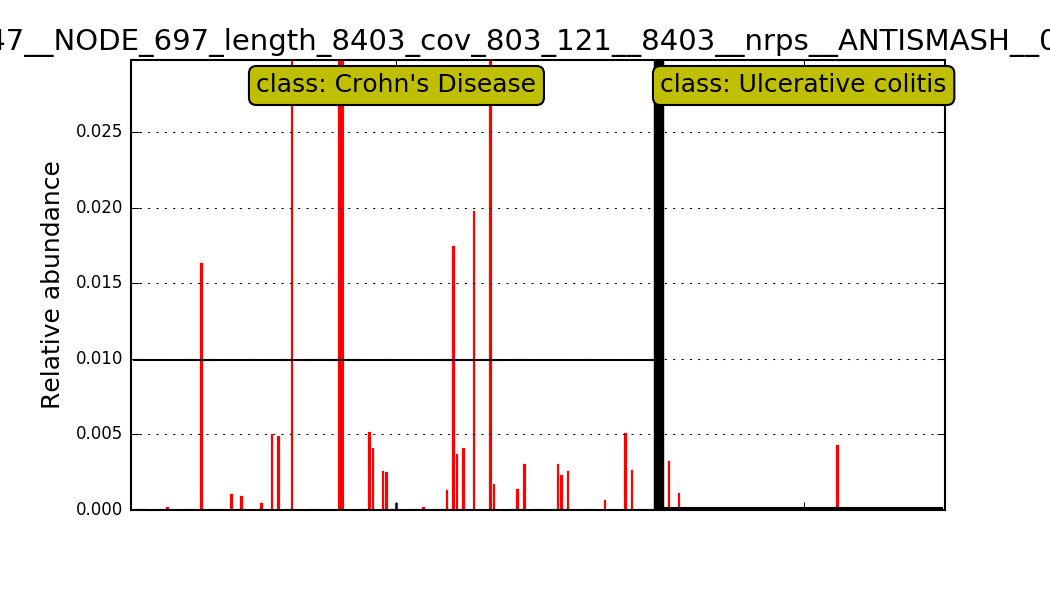 47__NODE_697_length_8403_cov_803_121__8403__nrps__ANTISMASH__0
class: Crohn's Disease
class: Ulcerative colitis
Relative abundance
0.025
0.020
0.015
0.010
0.005
0.000